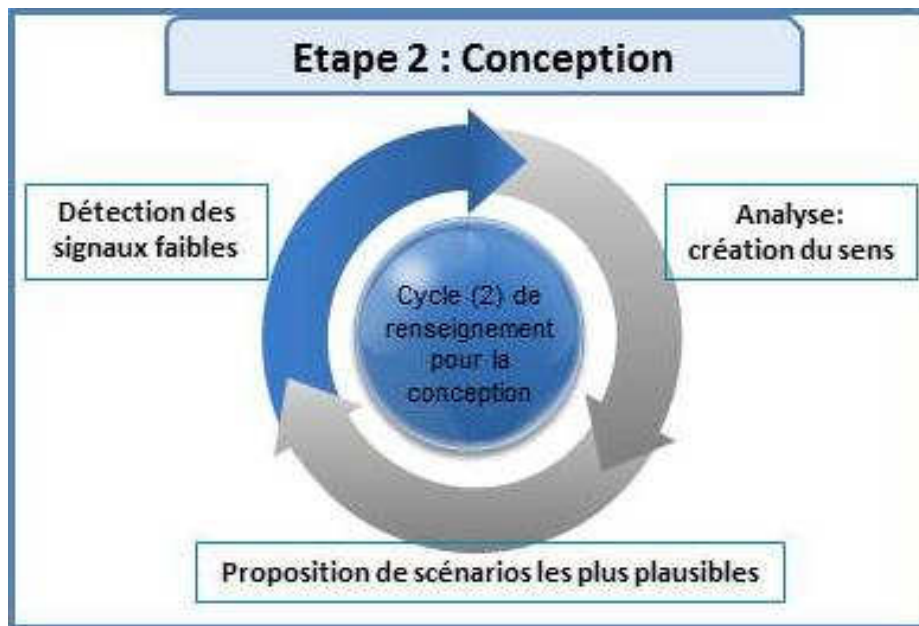 Etape 2 : Conception
Détection des
signaux faibles
Analyse:
création du sens
Cycle (2) de
renseignement
pour la
conception
Proposition de scénarios les plus plausibles